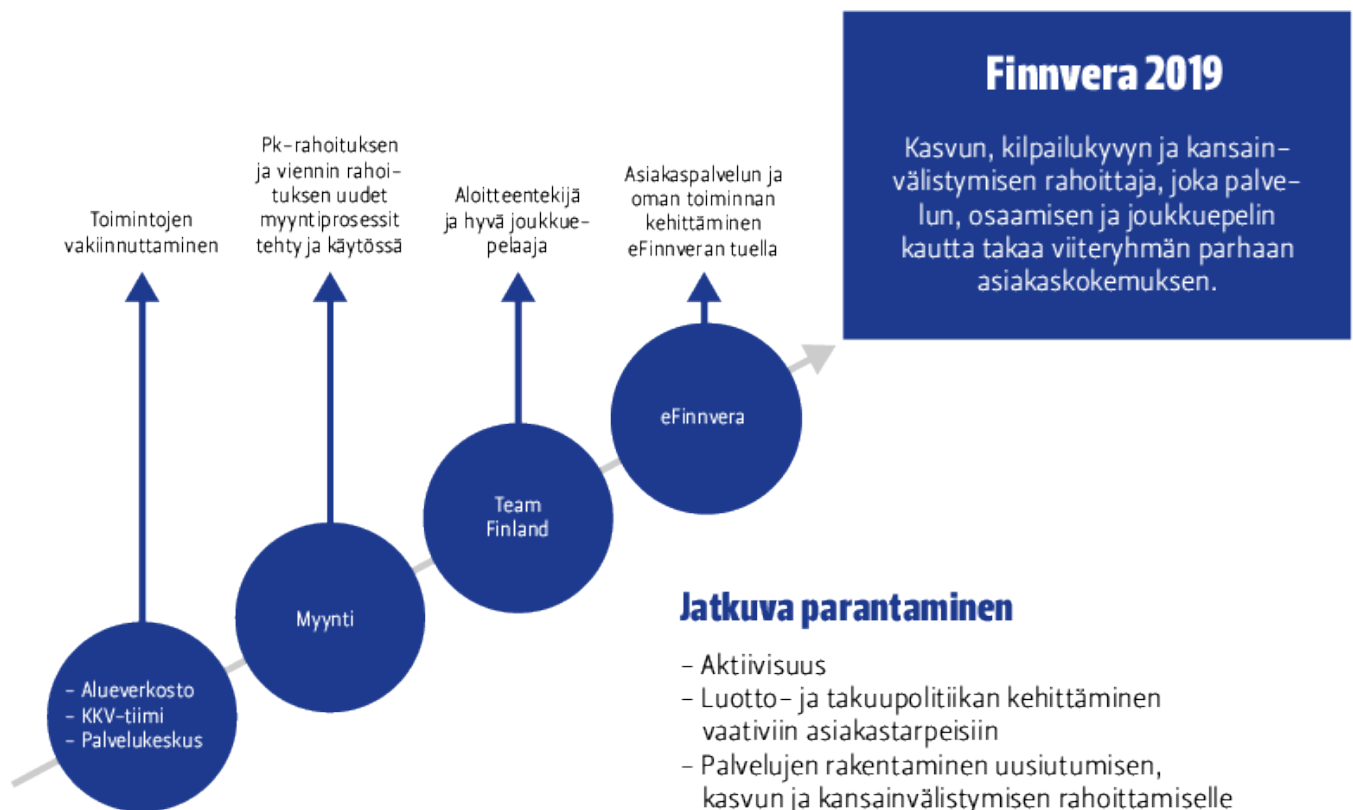 Finnvera 2019
Kasvun, kilpailukyvyn ja kansain-
välistymisen rahoittaja, joka palve-
lun, osaamisen ja joukkuepelin
kautta takaa viiteryhmän parhaan
asiakaskokemuksen.
Toimintojen
vakiinnuttaminen
Pk-rahoituksen
ja viennin rahoi-
tuksen uudet
myyntiprosessit
tehty ja käytössä
Aloitteentekijä
ja hyvä joukkue-
pelaaja
Asiakaspalvelun ja
oman toiminnan
kehittäminen
eFinnveran tuella
– Alueverkosto
– KKV-tiimi
– Palvelukeskus
Myynti
Team
Finland
eFinnvera
Jatkuva parantaminen
– Aktiivisuus
– Luotto- ja takuupolitiikan kehittäminen
vaativiin asiakastarpeisiin
– Palvelujen rakentaminen uusiutumisen,
kasvun ja kansainvälistymisen rahoittamiselle